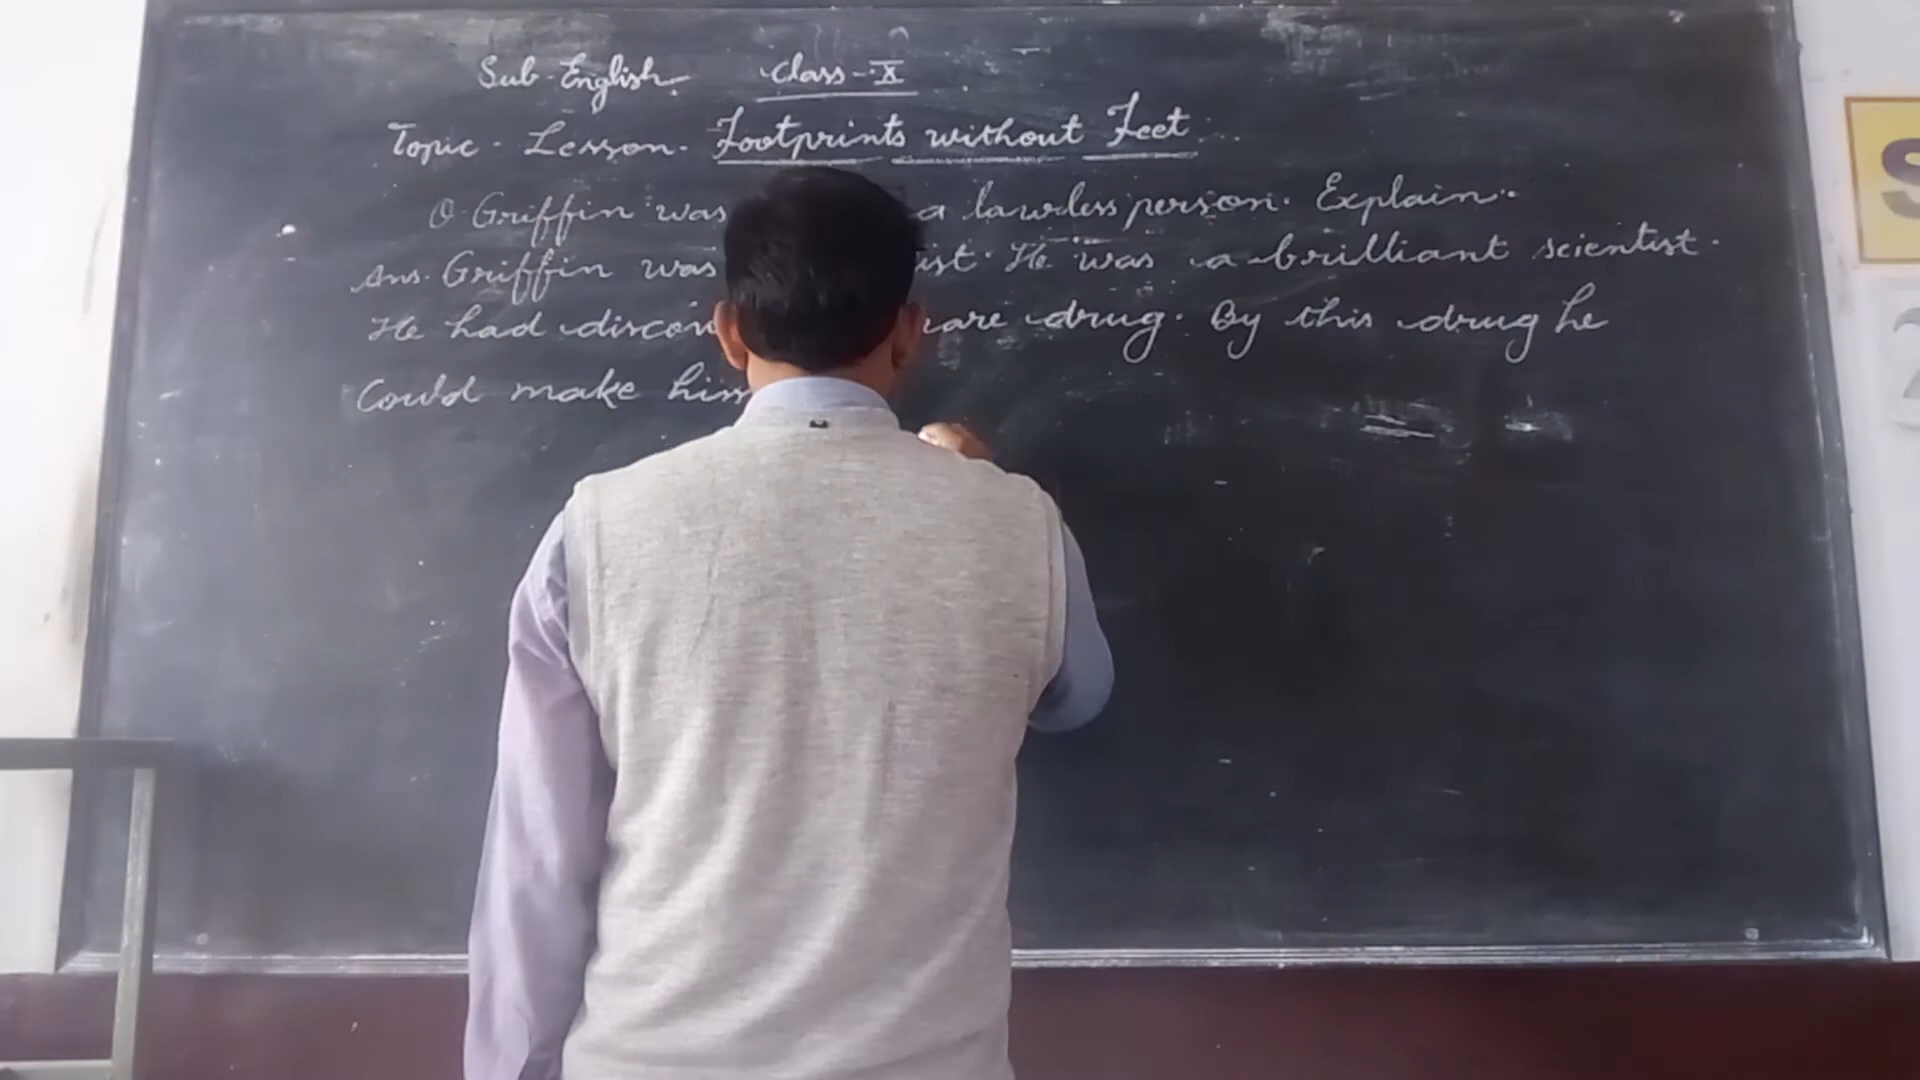 Sub. English. Class - X
Topic - Lesson - Footprints without Feet
Q. Griffin was a lawless person. Explain.
Ans. Griffin was He was a brilliant scientist.
He had rare drug. By this drug he
Could make
S